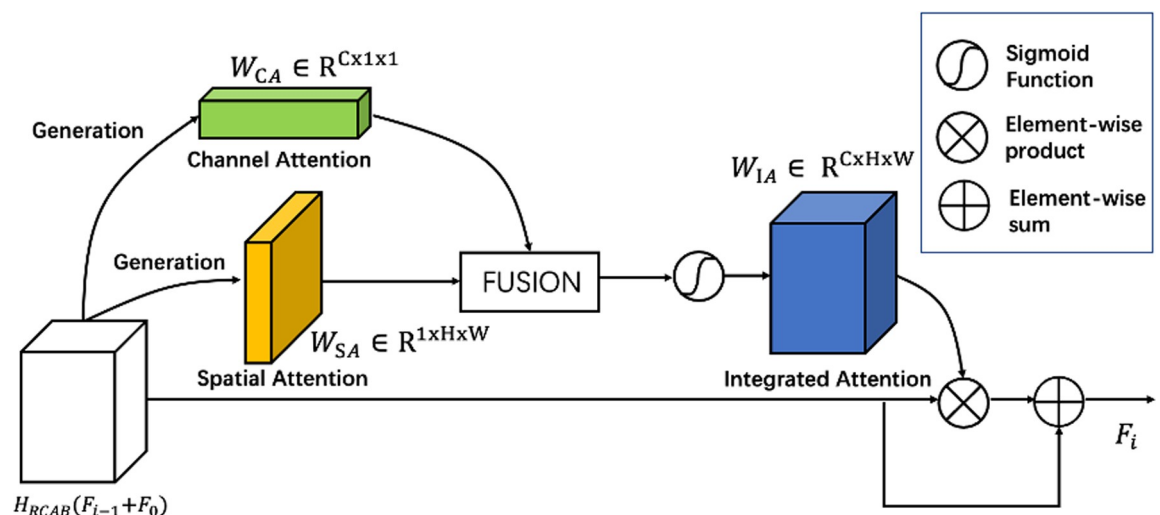 W_CA ∈ R^Cx1x1
Generation
Channel Attention
Generation
W_SA ∈ R^1xHxW
Spatial Attention
H_RCAB(F_i−1+F_0)
FUSION
W_IA ∈ R^CxHxW
Integrated Attention
F_i
Sigmoid
Function
Element-wise
product
Element-wise
sum